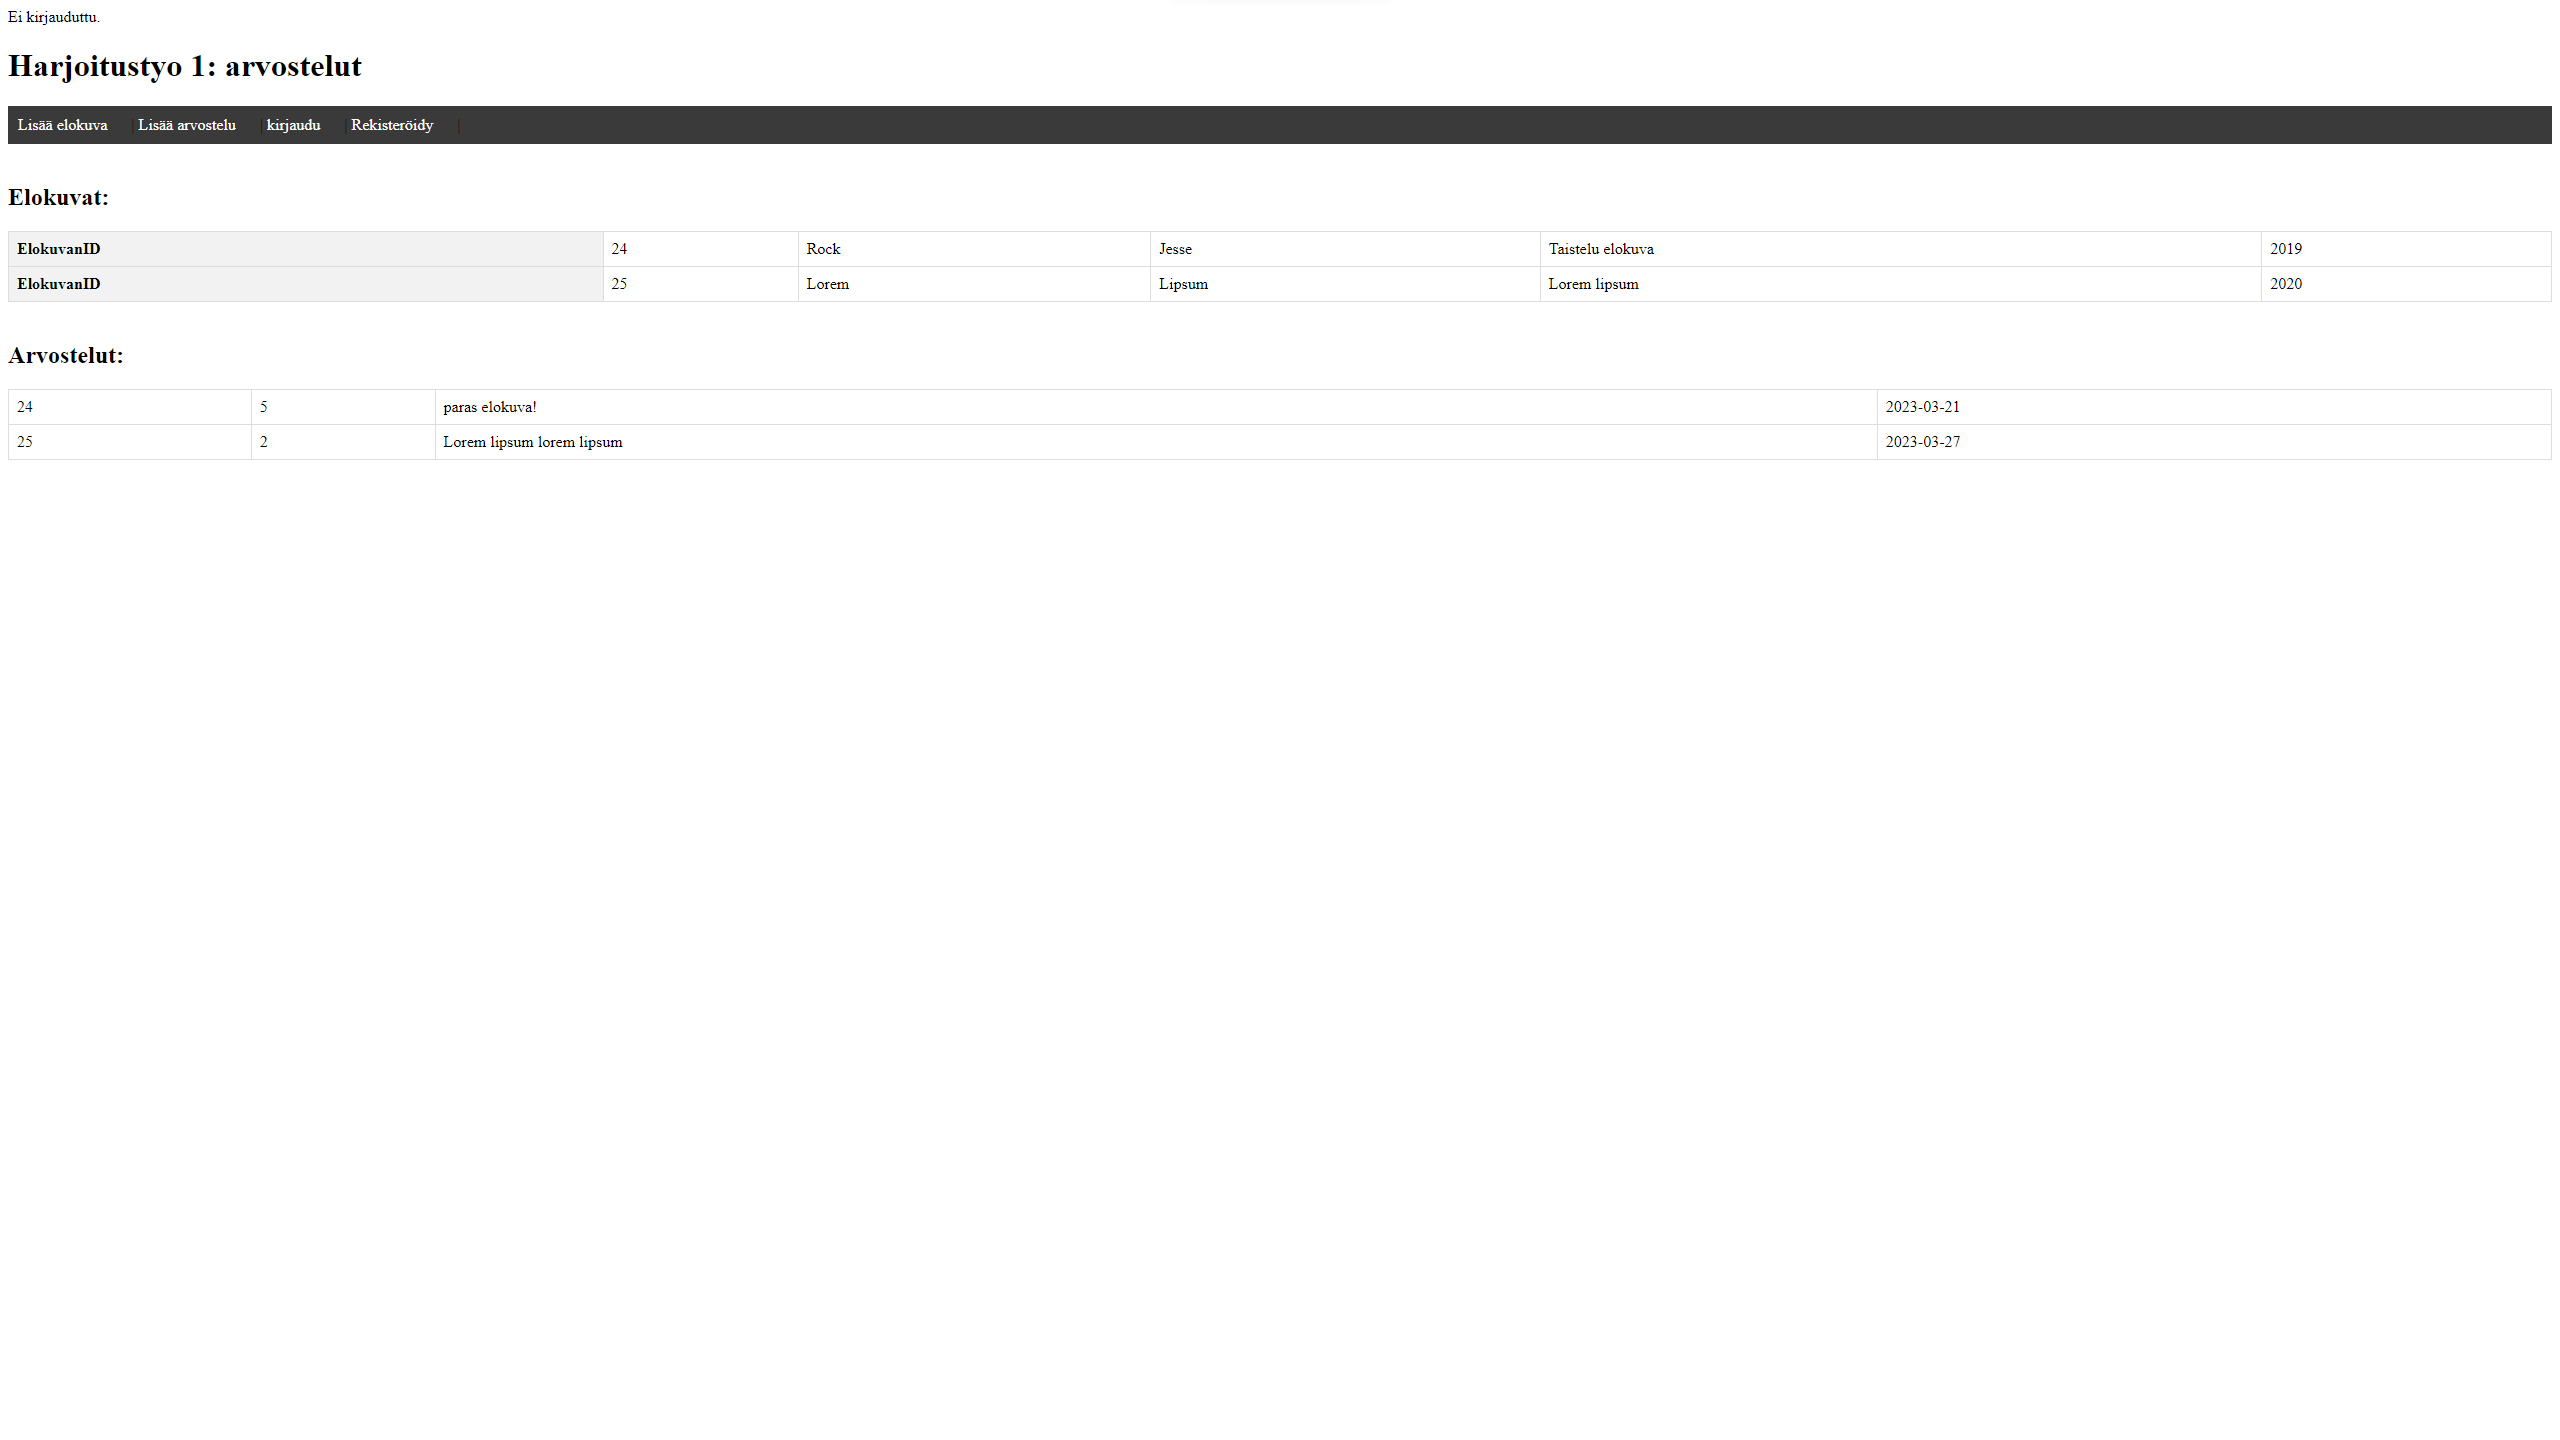 Ei kirjauduttu.
Harjoitustyo 1: arvostelut
Lisää elokuva | Lisää arvostelu | kirjaudu | Rekisteröidy |
Elokuvat:
ElokuvanID 24 Rock Jesse Taistelu elokuva 2019
ElokuvanID 25 Lorem Lipsum Lorem lipsum 2020
Arvostelut:
24 5 paras elokuva! 2023-03-21
25 2 Lorem lipsum lorem lipsum 2023-03-27